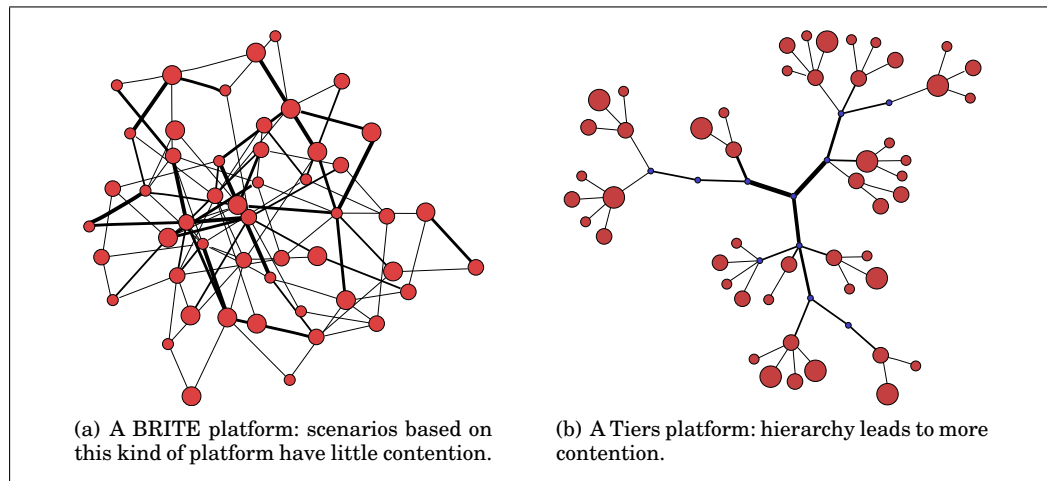 (a) A BRITE platform: scenarios based on
this kind of platform have little contention.
(b) A Tiers platform: hierarchy leads to more
contention.